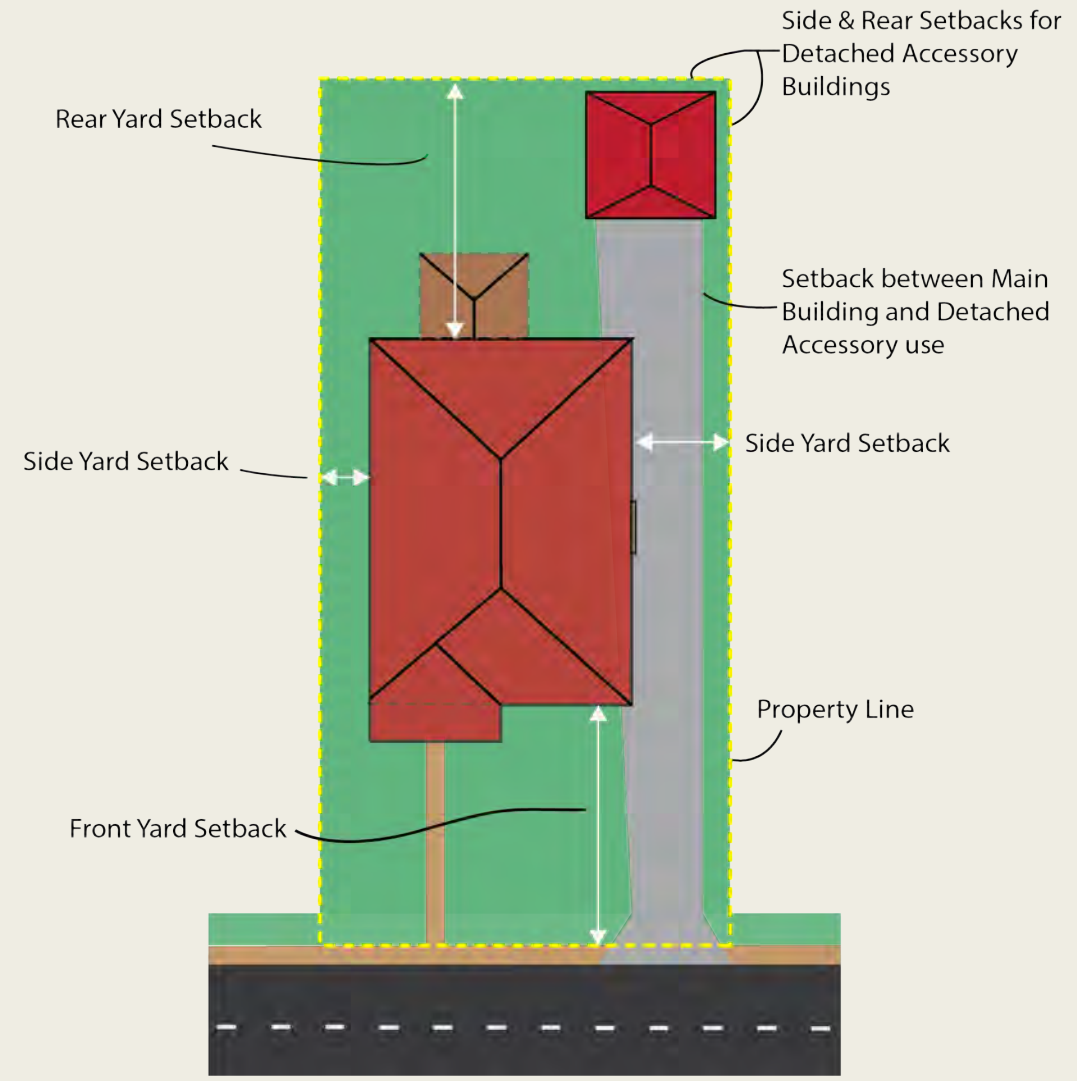 Side & Rear Setbacks for
Detached Accessory
Buildings
Rear Yard Setback
Setback between Main
Building and Detached
Accessory use
Side Yard Setback
Side Yard Setback
Property Line
Front Yard Setback